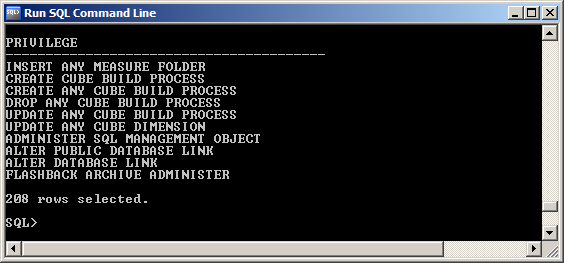 SQL> Run SQL Command Line
PRIVILEGE
----------------------------------------
INSERT ANY MEASURE FOLDER
CREATE CUBE BUILD PROCESS
CREATE ANY CUBE BUILD PROCESS
DROP ANY CUBE BUILD PROCESS
UPDATE ANY CUBE BUILD PROCESS
UPDATE ANY CUBE DIMENSION
ADMINISTER SQL MANAGEMENT OBJECT
ALTER PUBLIC DATABASE LINK
ALTER DATABASE LINK
FLASHBACK ARCHIVE ADMINISTER
208 rows selected.
SQL>